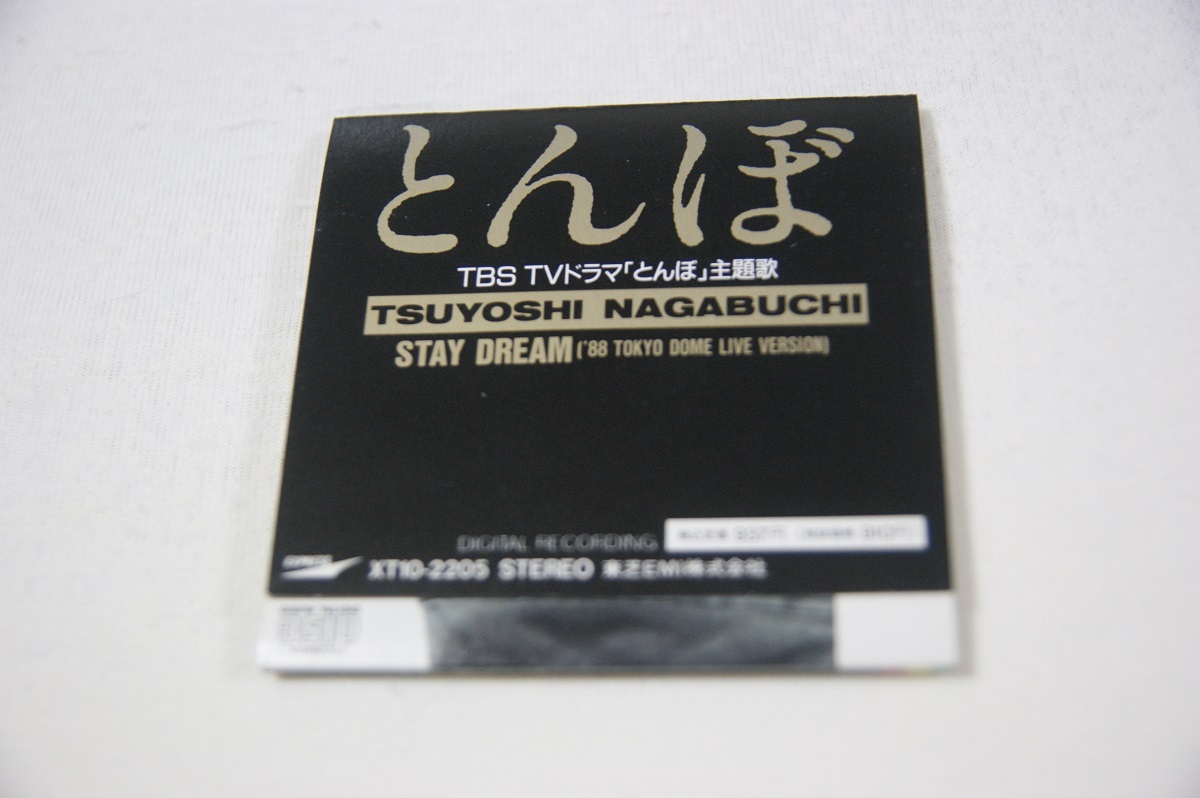 とんぼ
TBS TVドラマ「とんぼ」主題歌
TSUYOSHI NAGABUCHI
STAY DREAM ('88 TOKYO DOME LIVE VERSION)
DIGITAL RECORDING
XT10-2205 STEREO 東芝EMI株式会社